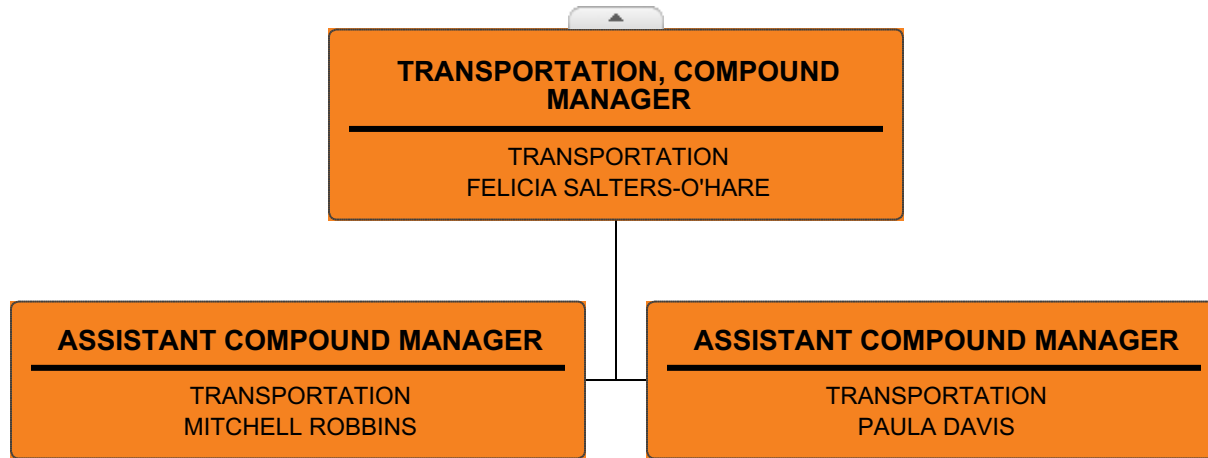 TRANSPORTATION, COMPOUND
MANAGER
TRANSPORTATION
FELICIA SALTERS-O'HARE
ASSISTANT COMPOUND MANAGER
TRANSPORTATION
MITCHELL ROBBINS
ASSISTANT COMPOUND MANAGER
TRANSPORTATION
PAULA DAVIS